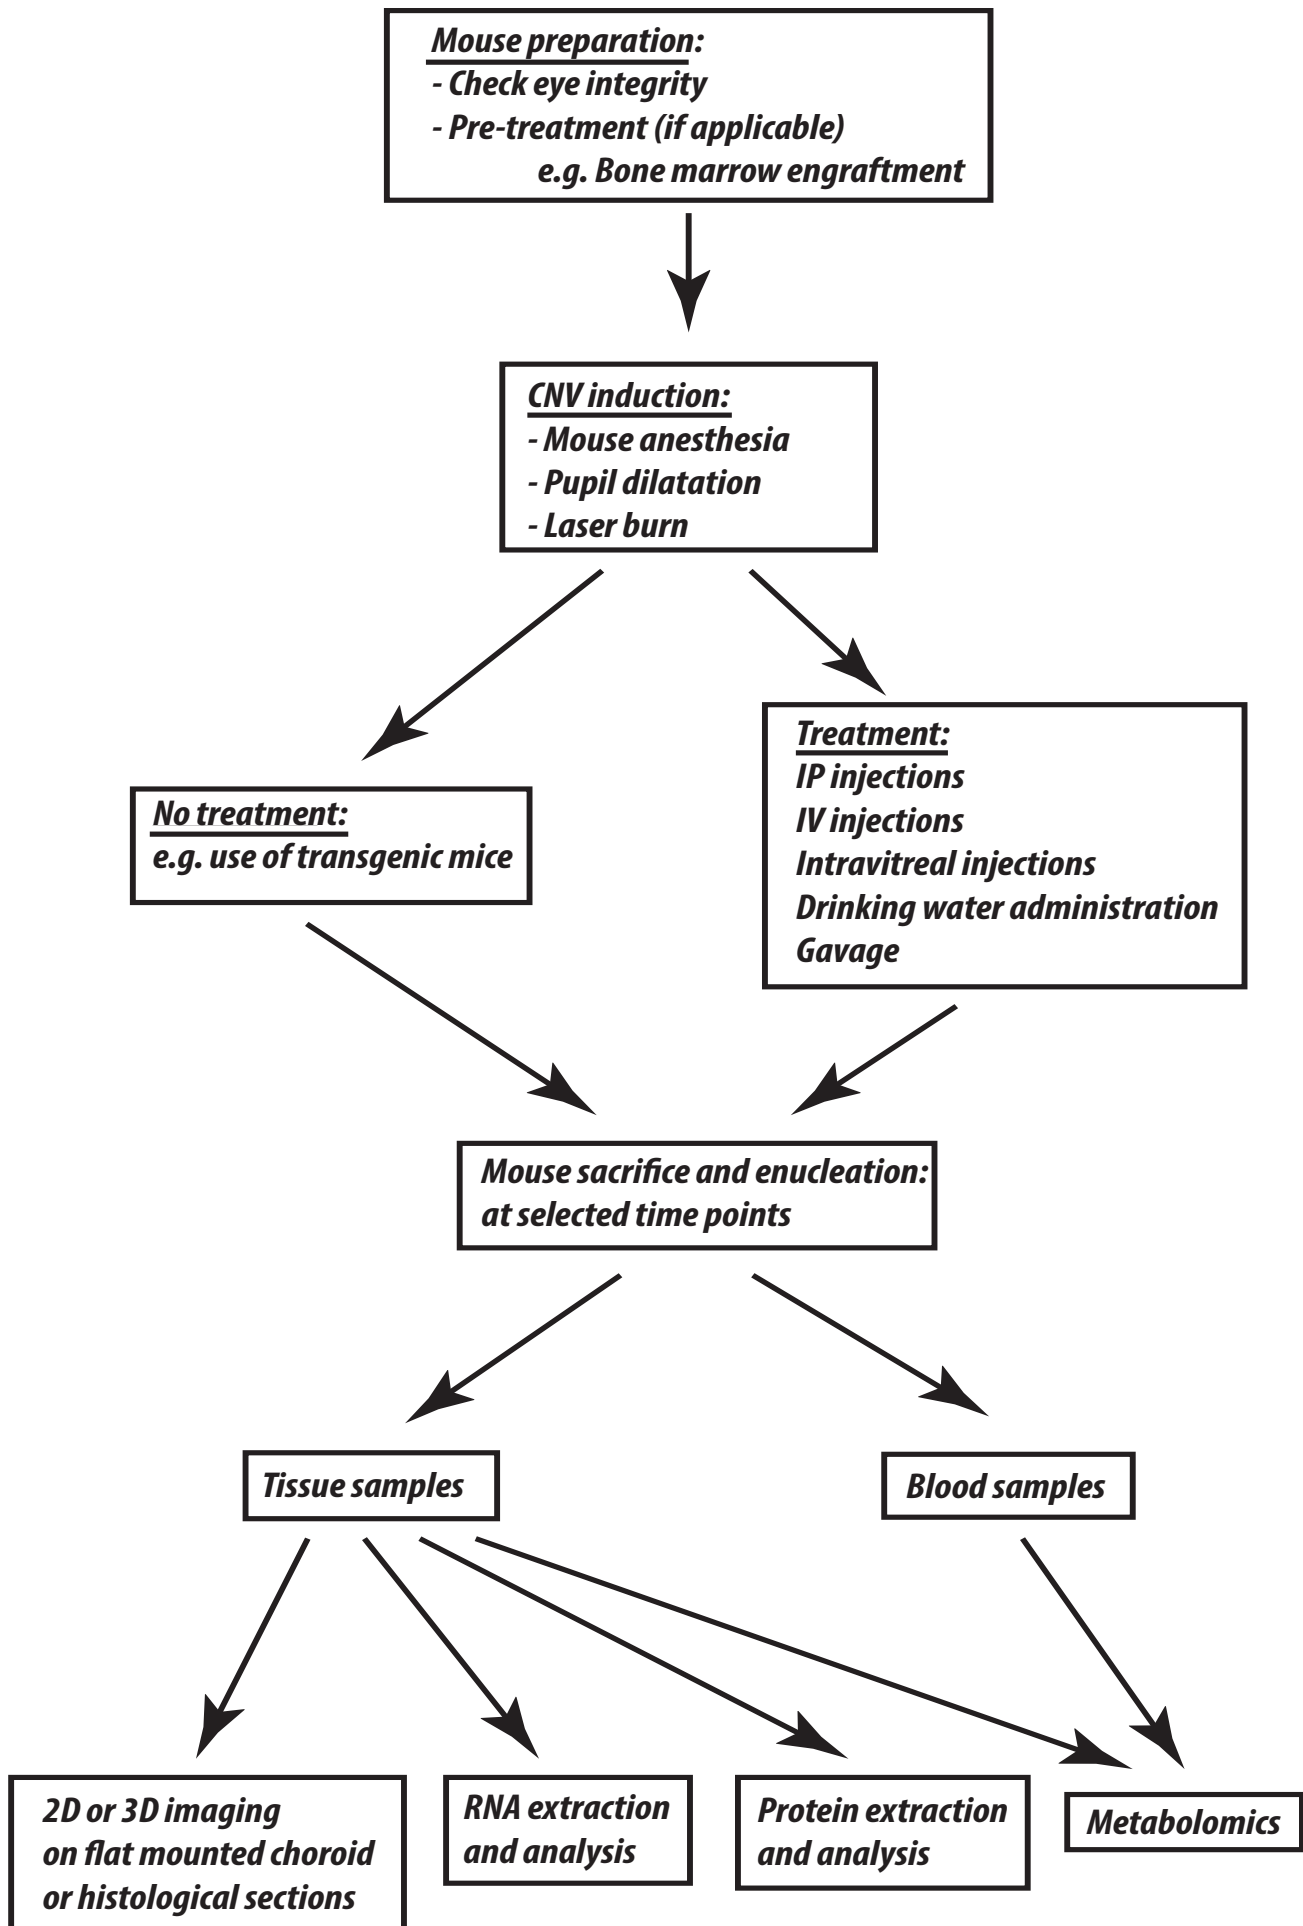 Mouse preparation:
- Check eye integrity
- Pre-treatment (if applicable)
e.g. Bone marrow engraftment
CNV induction:
- Mouse anesthesia
- Pupil dilatation
- Laser burn
No treatment:
e.g. use of transgenic mice
Treatment:
IP injections
IV injections
Intravitreal injections
Drinking water administration
Gavage
Mouse sacrifice and enucleation:
at selected time points
Tissue samples
Blood samples
2D or 3D imaging
on flat mounted choroid
or histological sections
RNA extraction
and analysis
Protein extraction
and analysis
Metabolomics